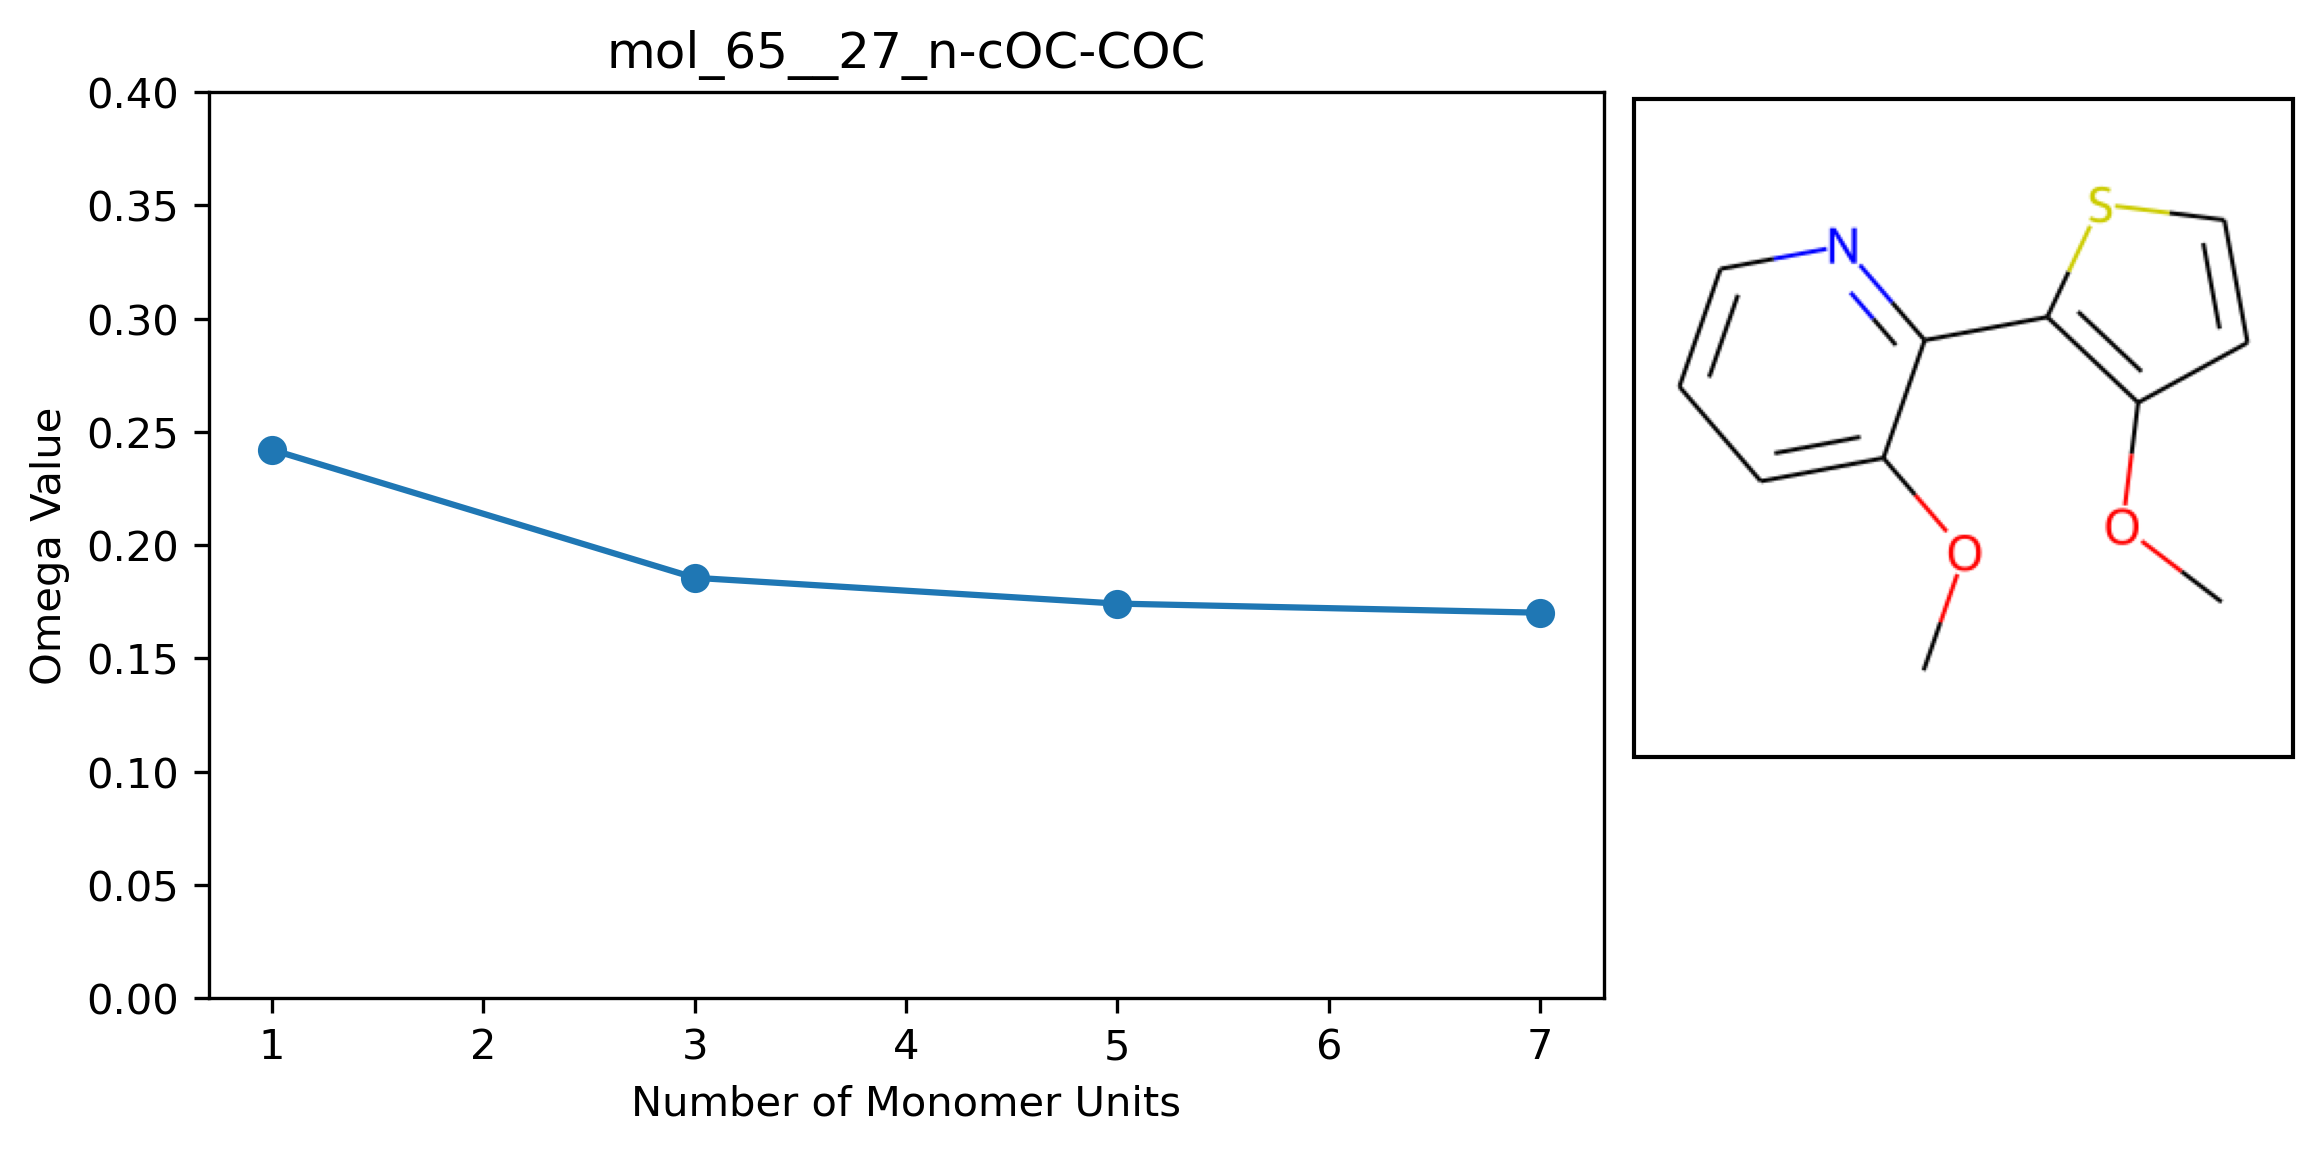 mol_65__27_n-cOC-COC
0.40
0.35
0.30
0.25
0.20
0.15
0.10
0.05
0.00
Omega Value
1 2 3 4 5 6 7
Number of Monomer Units
S
N
O
O